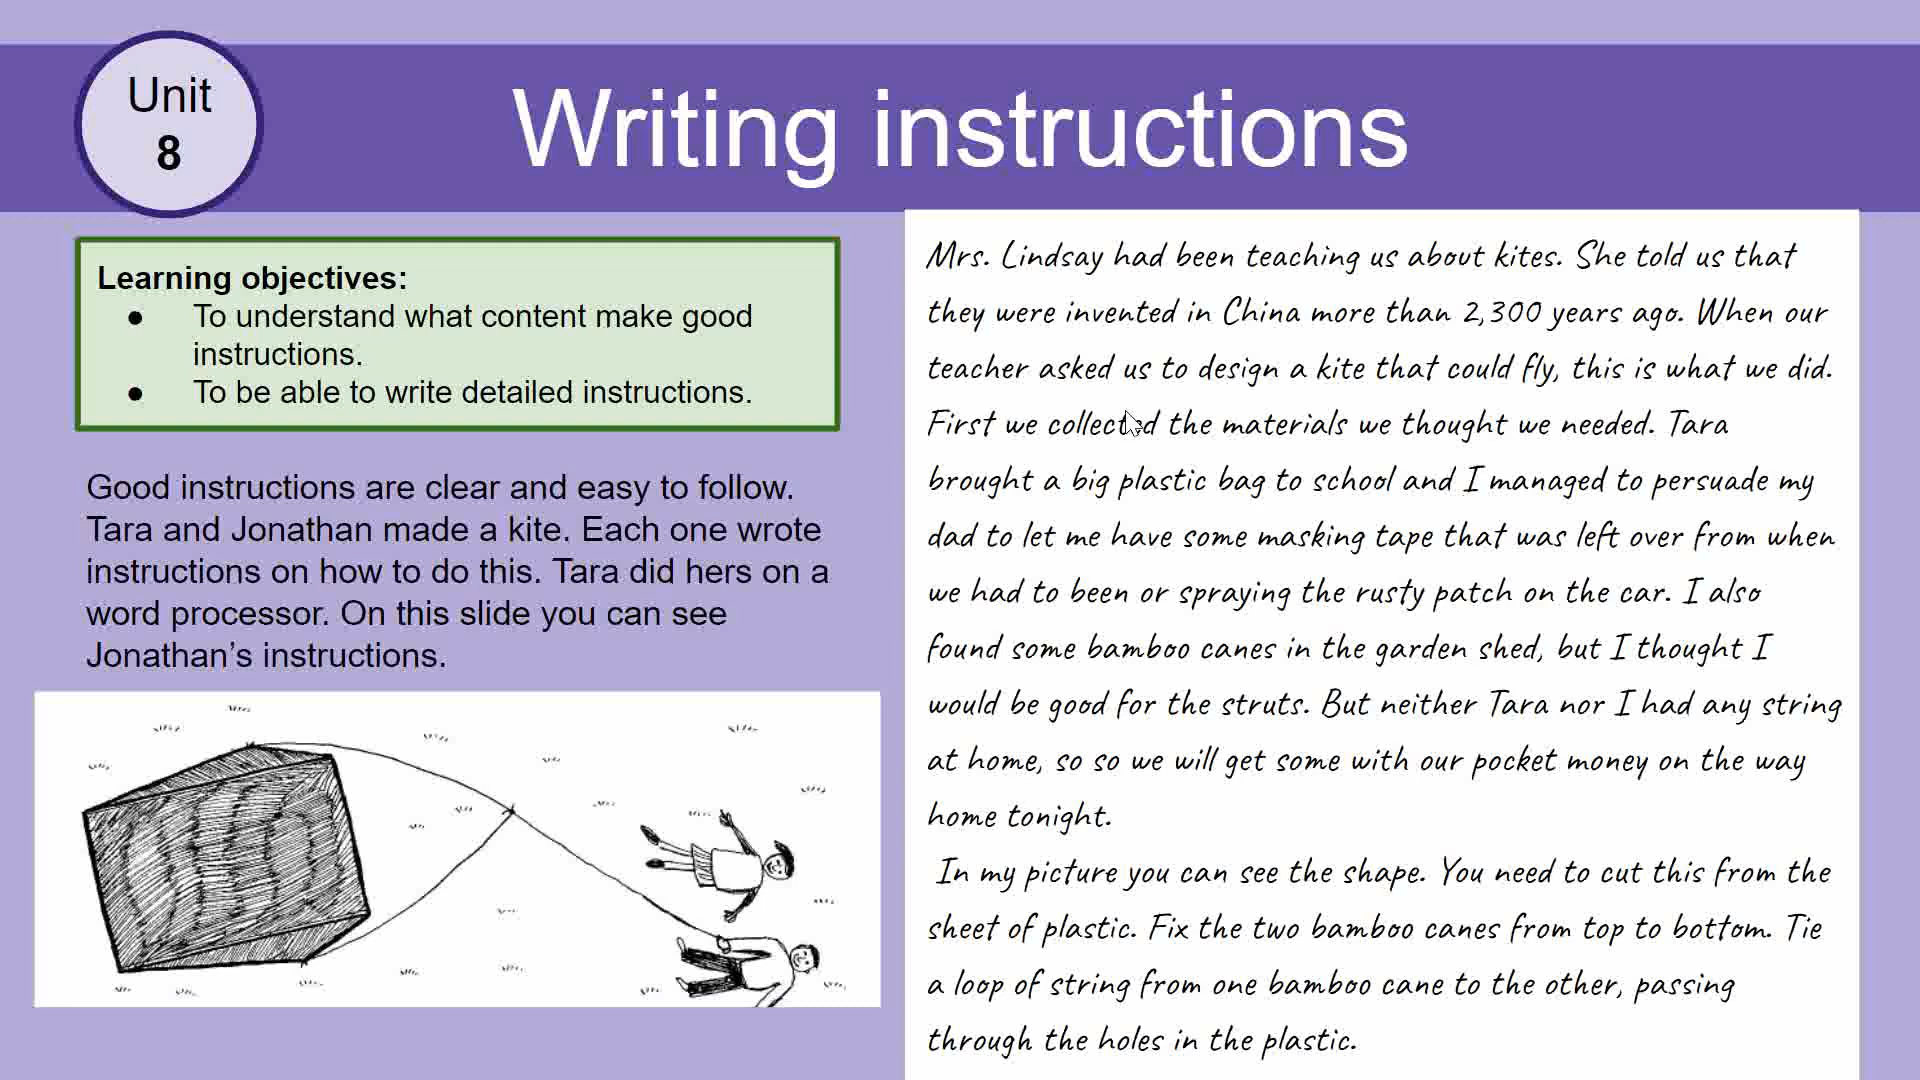 Unit
8
Writing instructions
Learning objectives:
● To understand what content make good
instructions.
● To be able to write detailed instructions.
Good instructions are clear and easy to follow.
Tara and Jonathan made a kite. Each one wrote
instructions on how to do this. Tara did hers on a
word processor. On this slide you can see
Jonathan’s instructions.
Mrs. Lindsay had been teaching us about kites. She told us that
they were invented in China more than 2,300 years ago. When our
teacher asked us to design a kite that could fly, this is what we did.
First we collected the materials we thought we needed. Tara
brought a big plastic bag to school and I managed to persuade my
dad to let me have some masking tape that was left over from when
we had to been or spraying the rusty patch on the car. I also
found some bamboo canes in the garden shed, but I thought I
would be good for the struts. But neither Tara nor I had any string
at home, so so we will get some with our pocket money on the way
home tonight.
In my picture you can see the shape. You need to cut this from the
sheet of plastic. Fix the two bamboo canes from top to bottom. Tie
a loop of string from one bamboo cane to the other, passing
through the holes in the plastic.